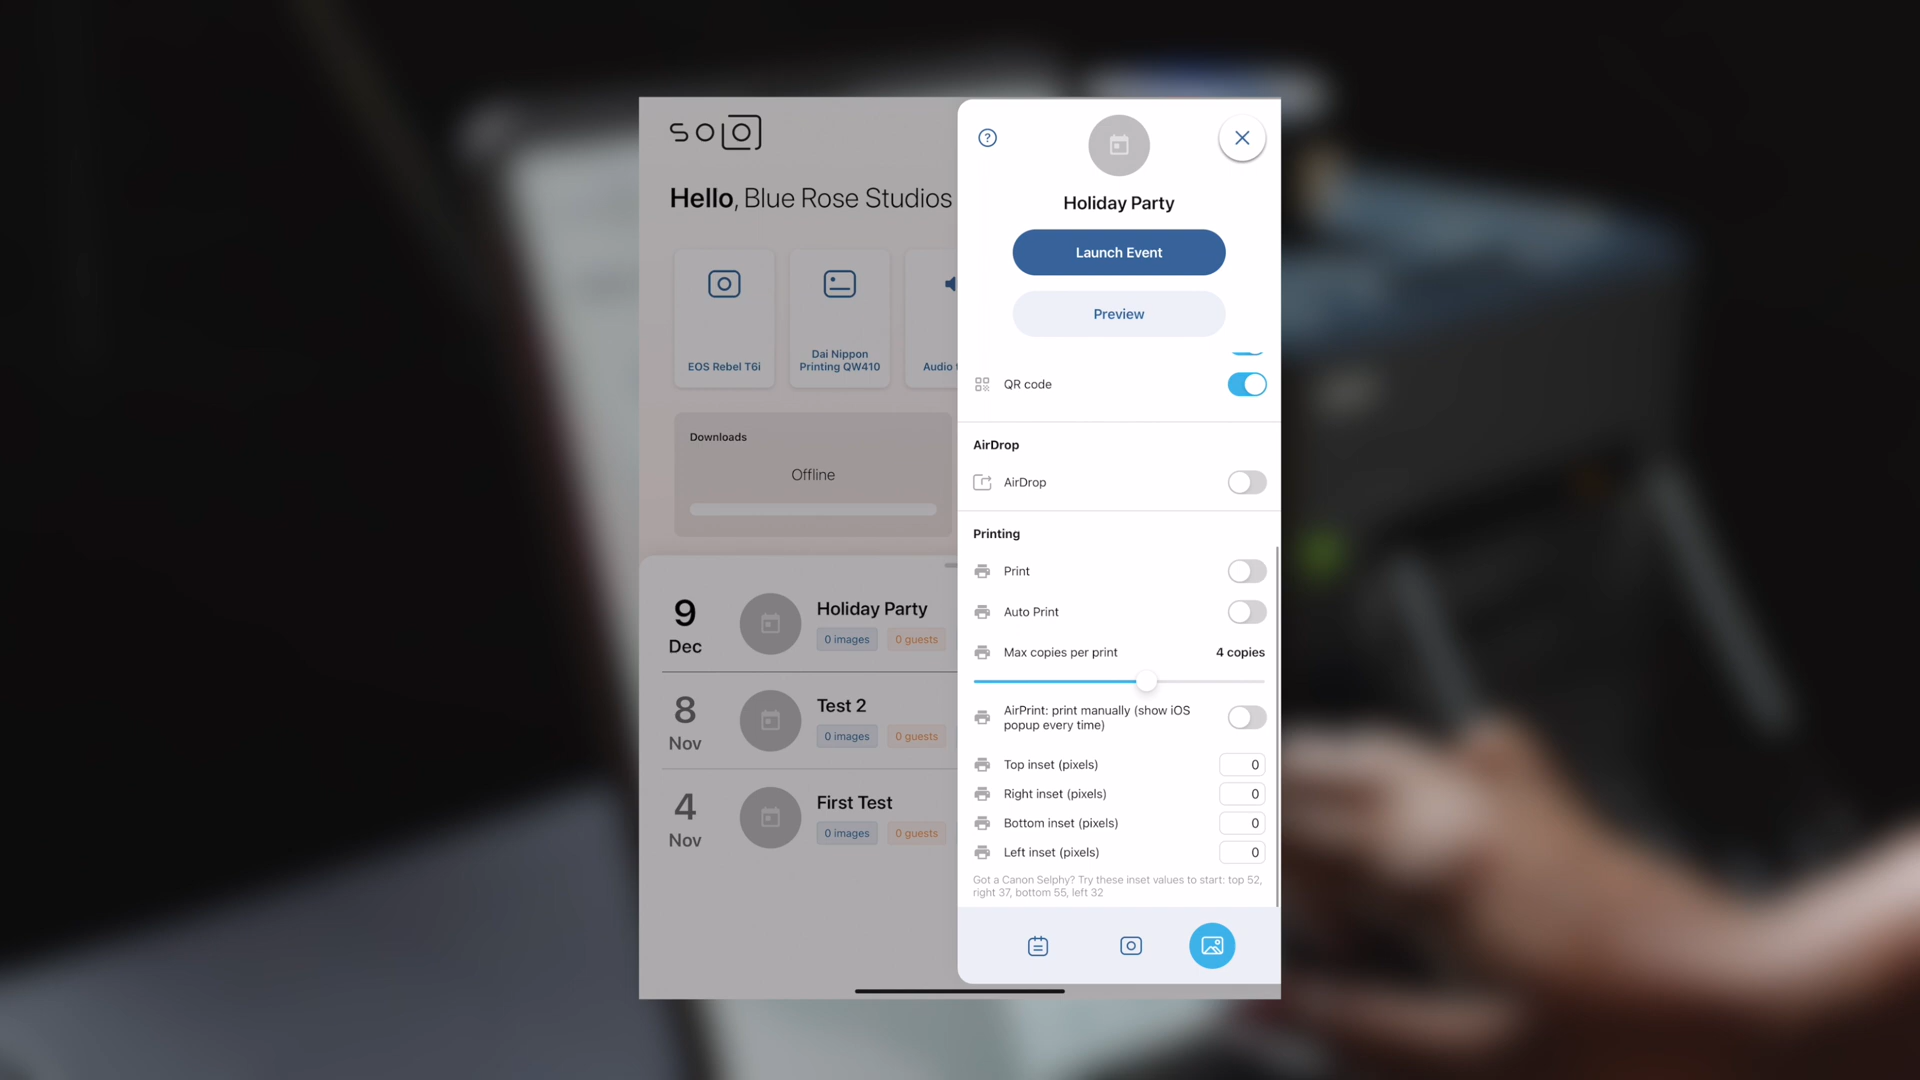 SOLO
Hello, Blue Rose Studios
EOS Rebel T6i
Dai Nippon
Printing QW410
Audio
Downloads
Offline
9
Dec
Holiday Party
0 images
0 guests
8
Nov
Test 2
0 images
0 guests
4
Nov
First Test
0 images
0 guests
?
Holiday Party
Launch Event
Preview
QR code
AirDrop
AirDrop
Printing
Print
Auto Print
Max copies per print
4 copies
AirPrint: print manually (show iOS
popup every time)
Top inset (pixels)
0
Right inset (pixels)
0
Bottom inset (pixels)
0
Left inset (pixels)
0
Got a Canon Selphy? Try these inset values to start: top 52,
right 37, bottom 55, left 32